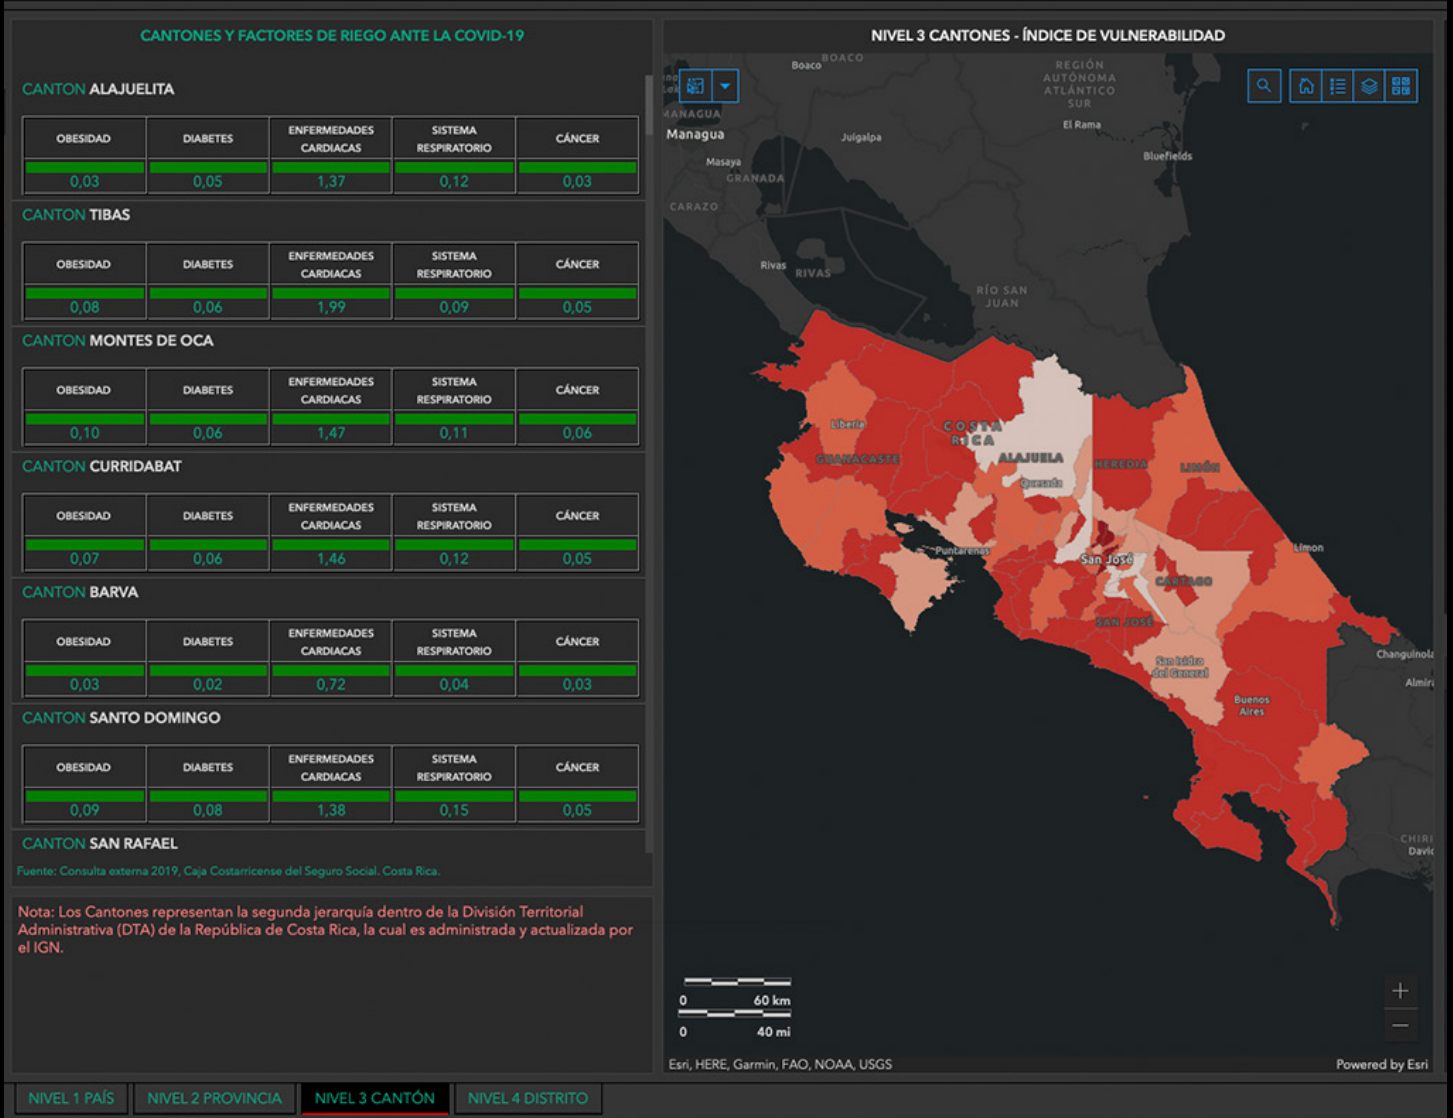 CANTONES Y FACTORES DE RIEGO ANTE LA COVID-19
CANTON ALAJUELITA
OBESIDAD
DIABETES
ENFERMEDADES
CARDIACAS
SISTEMA
RESPIRATORIO
CÁNCER
0,03
0,05
1,37
0,12
0,03
CANTON TIBAS
OBESIDAD
DIABETES
ENFERMEDADES
CARDIACAS
SISTEMA
RESPIRATORIO
CÁNCER
0,08
0,06
1,99
0,09
0,05
CANTON MONTES DE OCA
OBESIDAD
DIABETES
ENFERMEDADES
CARDIACAS
SISTEMA
RESPIRATORIO
CÁNCER
0,10
0,06
1,47
0,11
0,06
CANTON CURRIDABAT
OBESIDAD
DIABETES
ENFERMEDADES
CARDIACAS
SISTEMA
RESPIRATORIO
CÁNCER
0,07
0,06
1,46
0,12
0,05
CANTON BARVA
OBESIDAD
DIABETES
ENFERMEDADES
CARDIACAS
SISTEMA
RESPIRATORIO
CÁNCER
0,03
0,02
0,72
0,04
0,03
CANTON SANTO DOMINGO
OBESIDAD
DIABETES
ENFERMEDADES
CARDIACAS
SISTEMA
RESPIRATORIO
CÁNCER
0,09
0,08
1,38
0,15
0,05
CANTON SAN RAFAEL
Fuente: Consulta externa 2019, Caja Costarricense del Seguro Social. Costa Rica.
Nota: Los Cantones representan la segunda jerarquía dentro de la División Territorial
Administrativa (DTA) de la República de Costa Rica, la cual es administrada y actualizada por
el IGN.
NIVEL 3 CANTONES - ÍNDICE DE VULNERABILIDAD
BOACO
Boaco
REGIÓN
AUTÓNOMA
ATLÁNTICO
SUR
MANAGUA
Managua
El Rama
Juigalpa
Bluefields
Masaya
GRANADA
CARAZO
Rivas
RIVAS
RÍO SAN
JUAN
Liberia
COSTA
RICA
GUANACASTE
ALAJUELA
HEREDIA
LIMÓN
Quesada
Puntarenas
San José
Limon
CARTAGO
SAN JOSÉ
San Isidro
del General
Changuinola
Buenos
Aires
CHIRI
David
0 60 km
0 40 mi
Esri, HERE, Garmin, FAO, NOAA, USGS
Powered by Esri
NIVEL 1 PAÍS
NIVEL 2 PROVINCIA
NIVEL 3 CANTÓN
NIVEL 4 DISTRITO